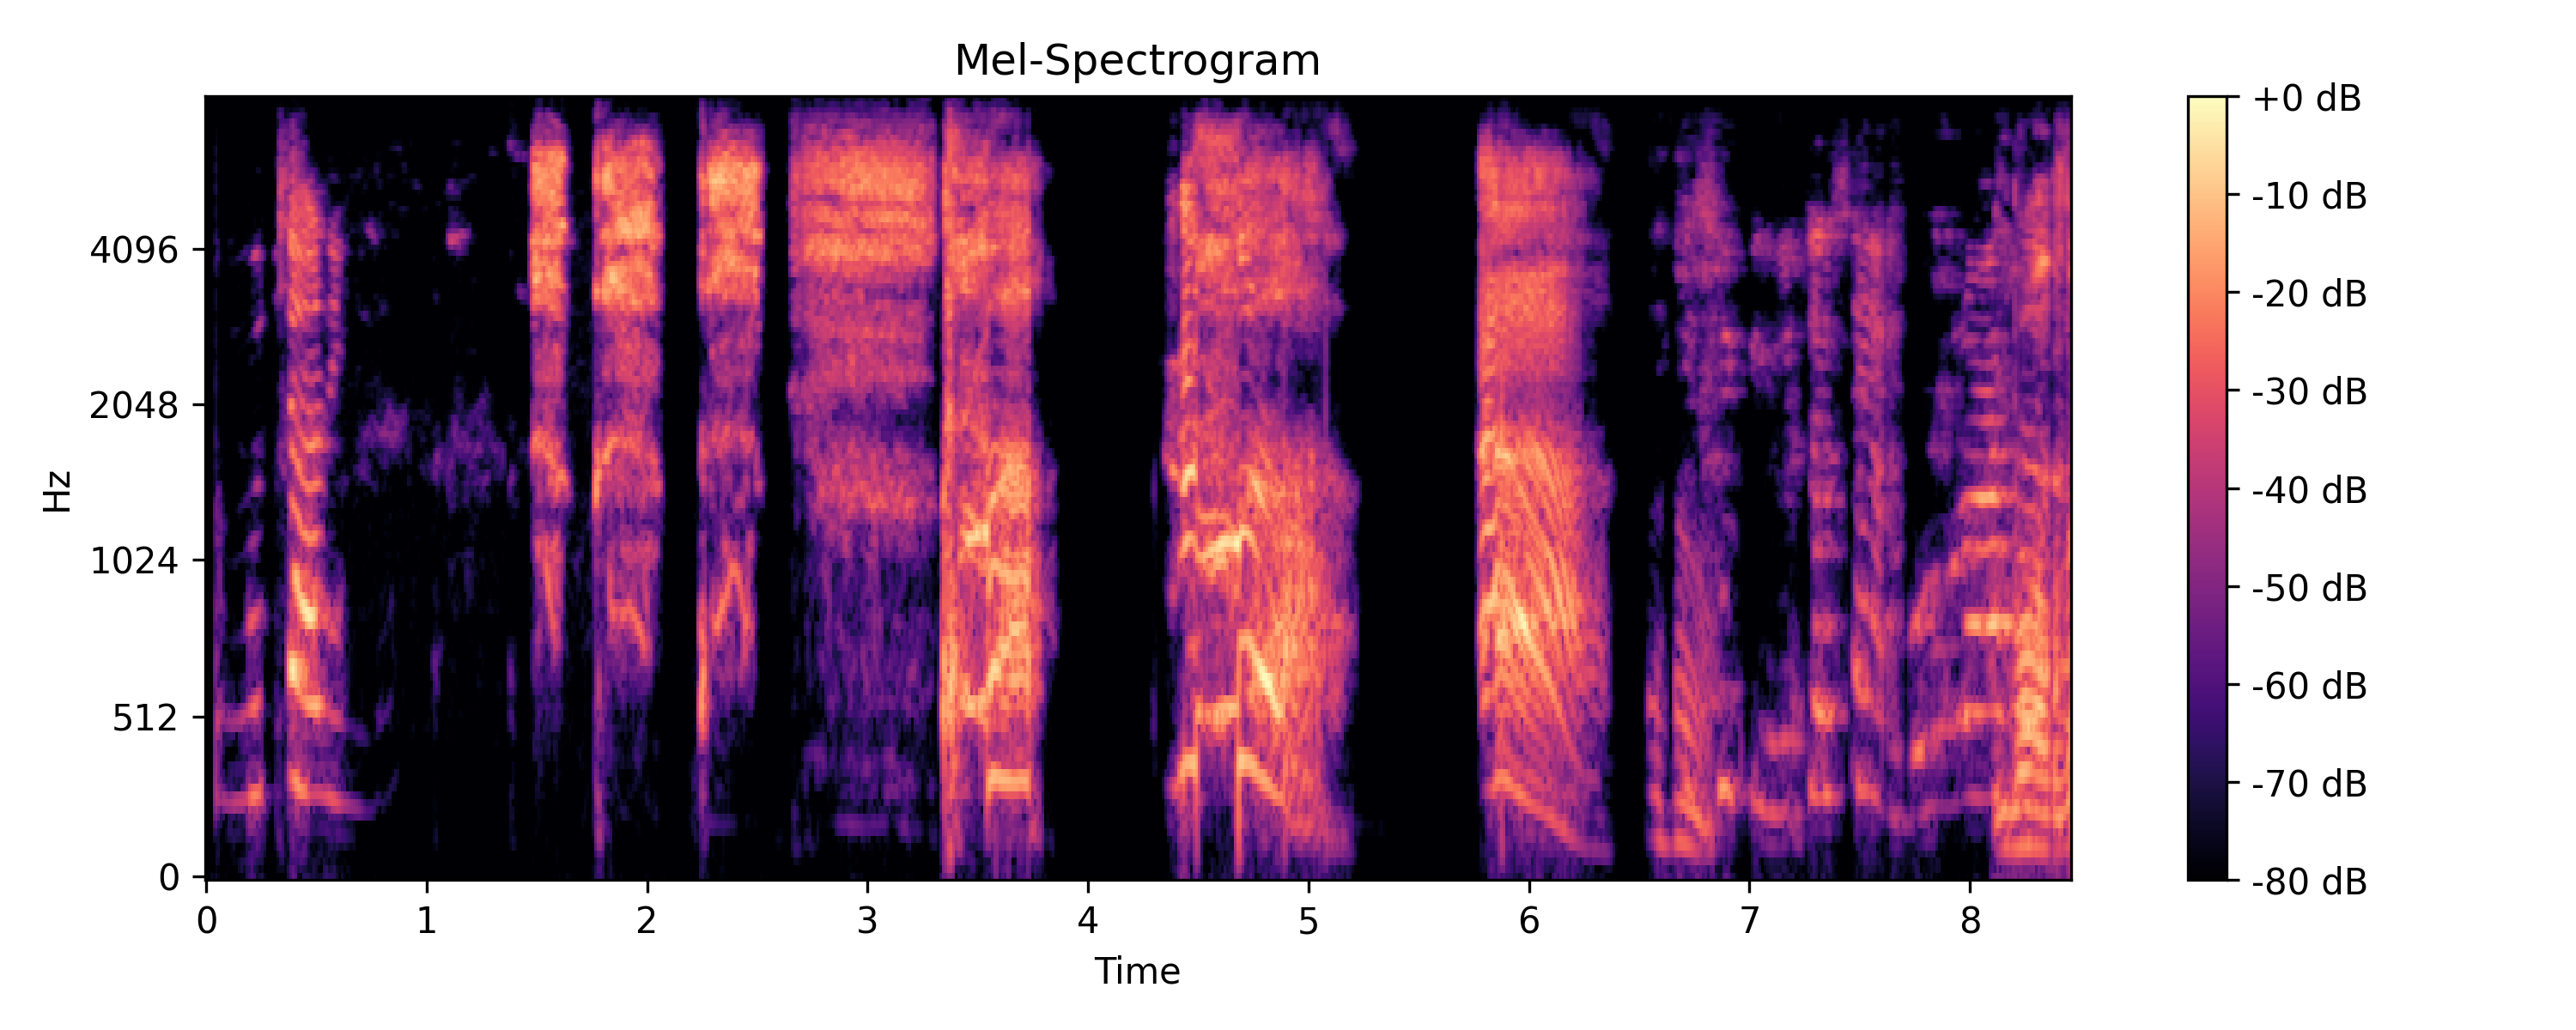 Mel-Spectrogram
+0 dB
-10 dB
-20 dB
-30 dB
-40 dB
-50 dB
-60 dB
-70 dB
-80 dB
4096
2048
1024
512
0
Hz
0 1 2 3 4 5 6 7 8
Time